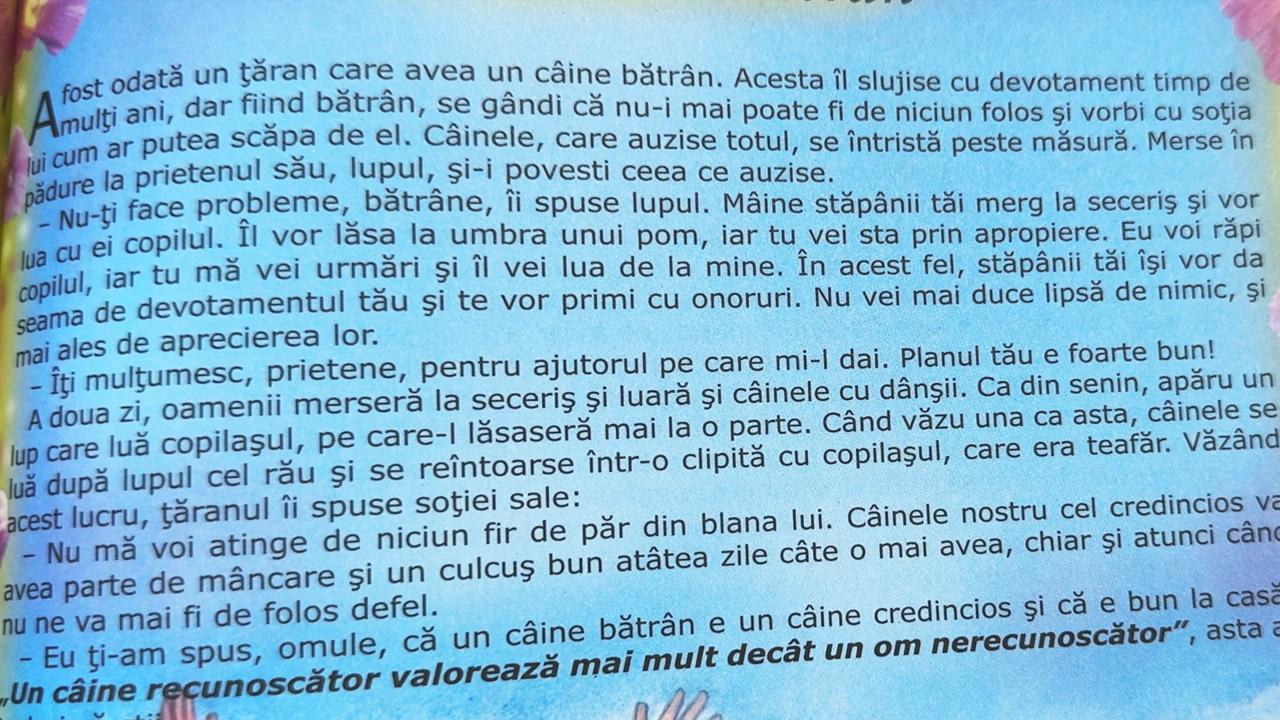 A fost odată un ţăran care avea un câine bătrân. Acesta îl slujise cu devotament timp de
mulţi ani, dar fiind bătrân, se gândi că nu-i mai poate fi de niciun folos şi vorbi cu soţia
lui cum ar putea scăpa de el. Câinele, care auzise totul, se întristă peste măsură. Merse în
pădure la prietenul său, lupul, şi-i povesti ceea ce auzise.
– Nu-ţi face probleme, bătrâne, îi spuse lupul. Mâine stăpânii tăi merg la seceriş şi vor
lua cu ei copilul. Îl vor lăsa la umbra unui pom, iar tu vei sta prin apropiere. Eu voi răpi
copilul, iar tu mă vei urmări şi îl vei lua de la mine. În acest fel, stăpânii tăi îşi vor da
seama de devotamentul tău şi te vor primi cu onoruri. Nu vei mai duce lipsă de nimic, şi
mai ales de aprecierea lor.
– Îţi mulţumesc, prietene, pentru ajutorul pe care mi-l dai. Planul tău e foarte bun!
A doua zi, oamenii merseră la seceriş şi luară şi câinele cu dânşii. Ca din senin, apăru un
lup care luă copilaşul, pe care-l lăsaseră mai la o parte. Când văzu una ca asta, câinele se
luă după lupul cel rău şi se reîntoarse într-o clipită cu copilaşul, care era teafăr. Văzând
acest lucru, ţăranul îi spuse soţiei sale:
– Nu mă voi atinge de niciun fir de păr din blana lui. Câinele nostru cel credincios va
avea parte de mâncare şi un culcuş bun atâtea zile câte o mai avea, chiar şi atunci când
nu ne va mai fi de folos defel.
– Eu ţi-am spus, omule, că un câine bătrân e un câine credincios şi că e bun la casă
„Un câine recunoscător valorează mai mult decât un om nerecunoscător”, asta